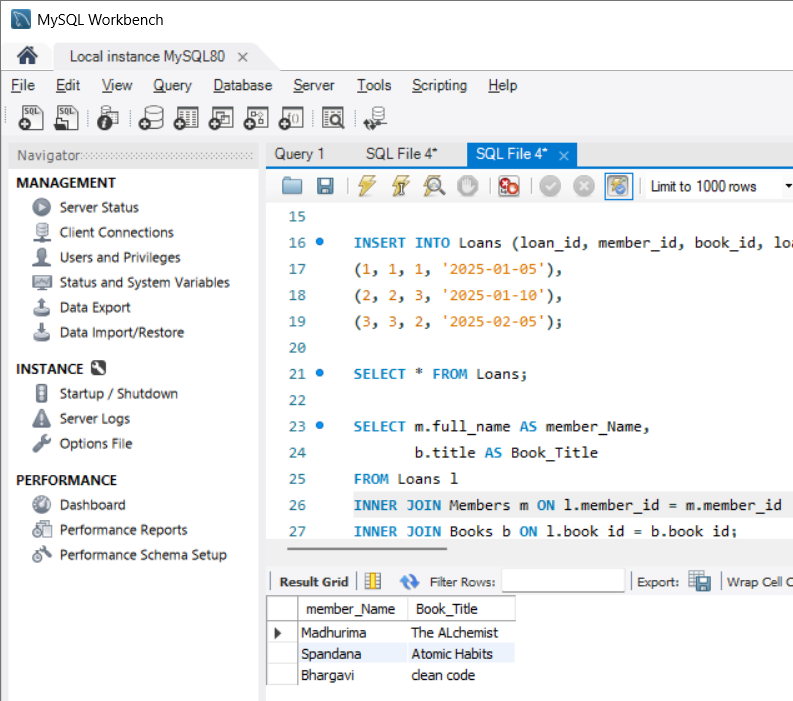 MySQL Workbench
Local instance MySQL80
File Edit View Query Database Server Tools Scripting Help
SQL SQL
Navigator
MANAGEMENT
Server Status
Client Connections
Users and Privileges
Status and System Variables
Data Export
Data Import/Restore
INSTANCE
Startup / Shutdown
Server Logs
Options File
PERFORMANCE
Dashboard
Performance Reports
Performance Schema Setup
Query 1 SQL File 4* SQL File 4*
Limit to 1000 rows
15
16 INSERT INTO Loans (loan_id, member_id, book_id, loa
17 (1, 1, 1, '2025-01-05'),
18 (2, 2, 3, '2025-01-10'),
19 (3, 3, 2, '2025-02-05');
20
21 SELECT * FROM Loans;
22
23 SELECT m.full_name AS member_Name,
24 b.title AS Book_Title
25 FROM Loans l
26 INNER JOIN Members m ON l.member_id = m.member_id
27 INNER JOIN Books b ON l.book_id = b.book_id;
Result Grid Filter Rows: Export: Wrap Cell C
member_Name Book_Title
Madhurima The ALchemist
Spandana Atomic Habits
Bhargavi clean code